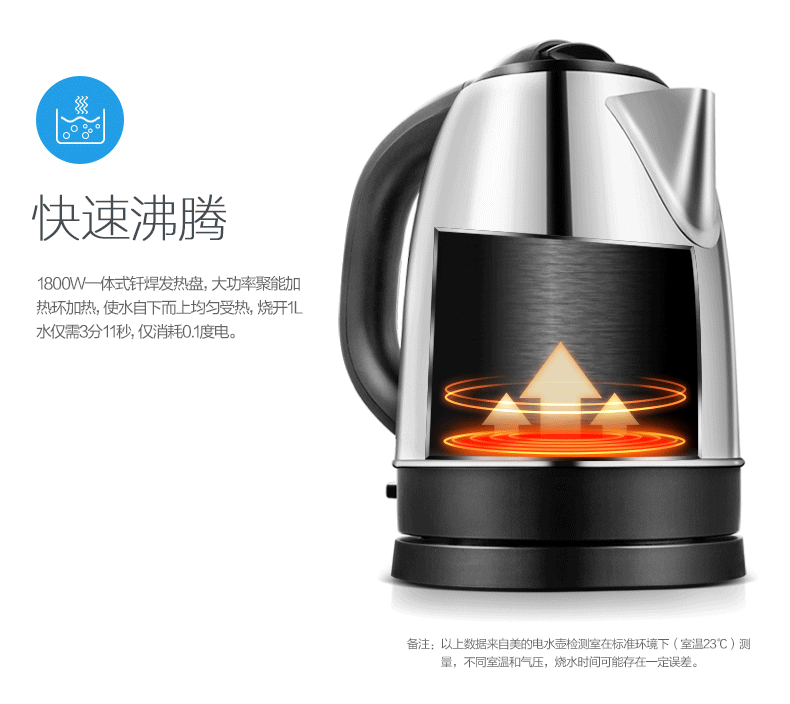 快速沸腾
1800W一体式钎焊发热盘, 大功率聚能加
热环加热, 使水自下而上均匀受热, 烧开1L
水仅需3分11秒, 仅消耗0.1度电。
备注：以上数据来自美的电水壶检测室在标准环境下（室温23℃）测
量，不同室温和气压，烧水时间可能存在一定误差。